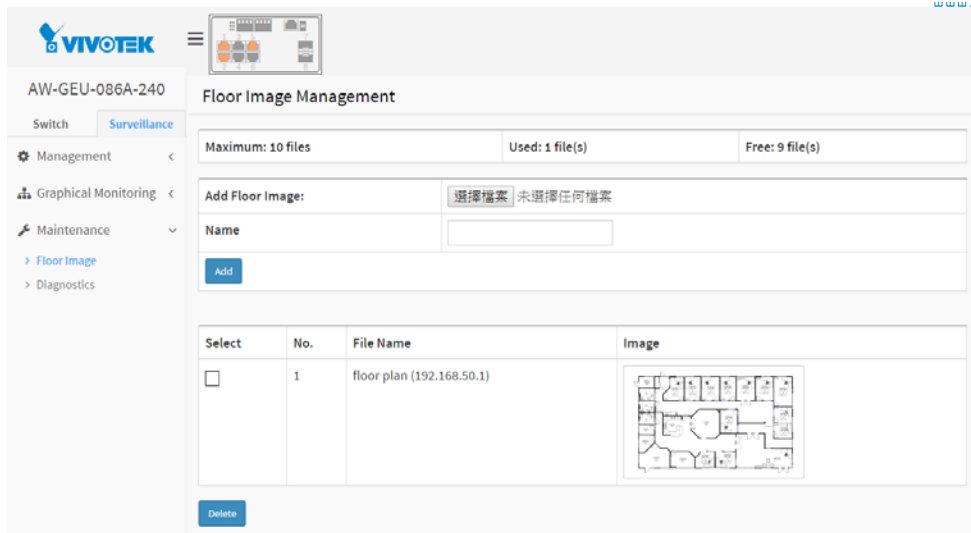 VIVOTEK
AW-GEU-086A-240
Switch Surveillance
Management
Graphical Monitoring
Maintenance
Floor Image
Diagnostics
Floor Image Management
Maximum: 10 files Used: 1 file(s) Free: 9 file(s)
Add Floor Image: 選擇檔案 未選擇任何檔案
Name
Add
Select No. File Name Image
1 floor plan (192.168.50.1)
Delete